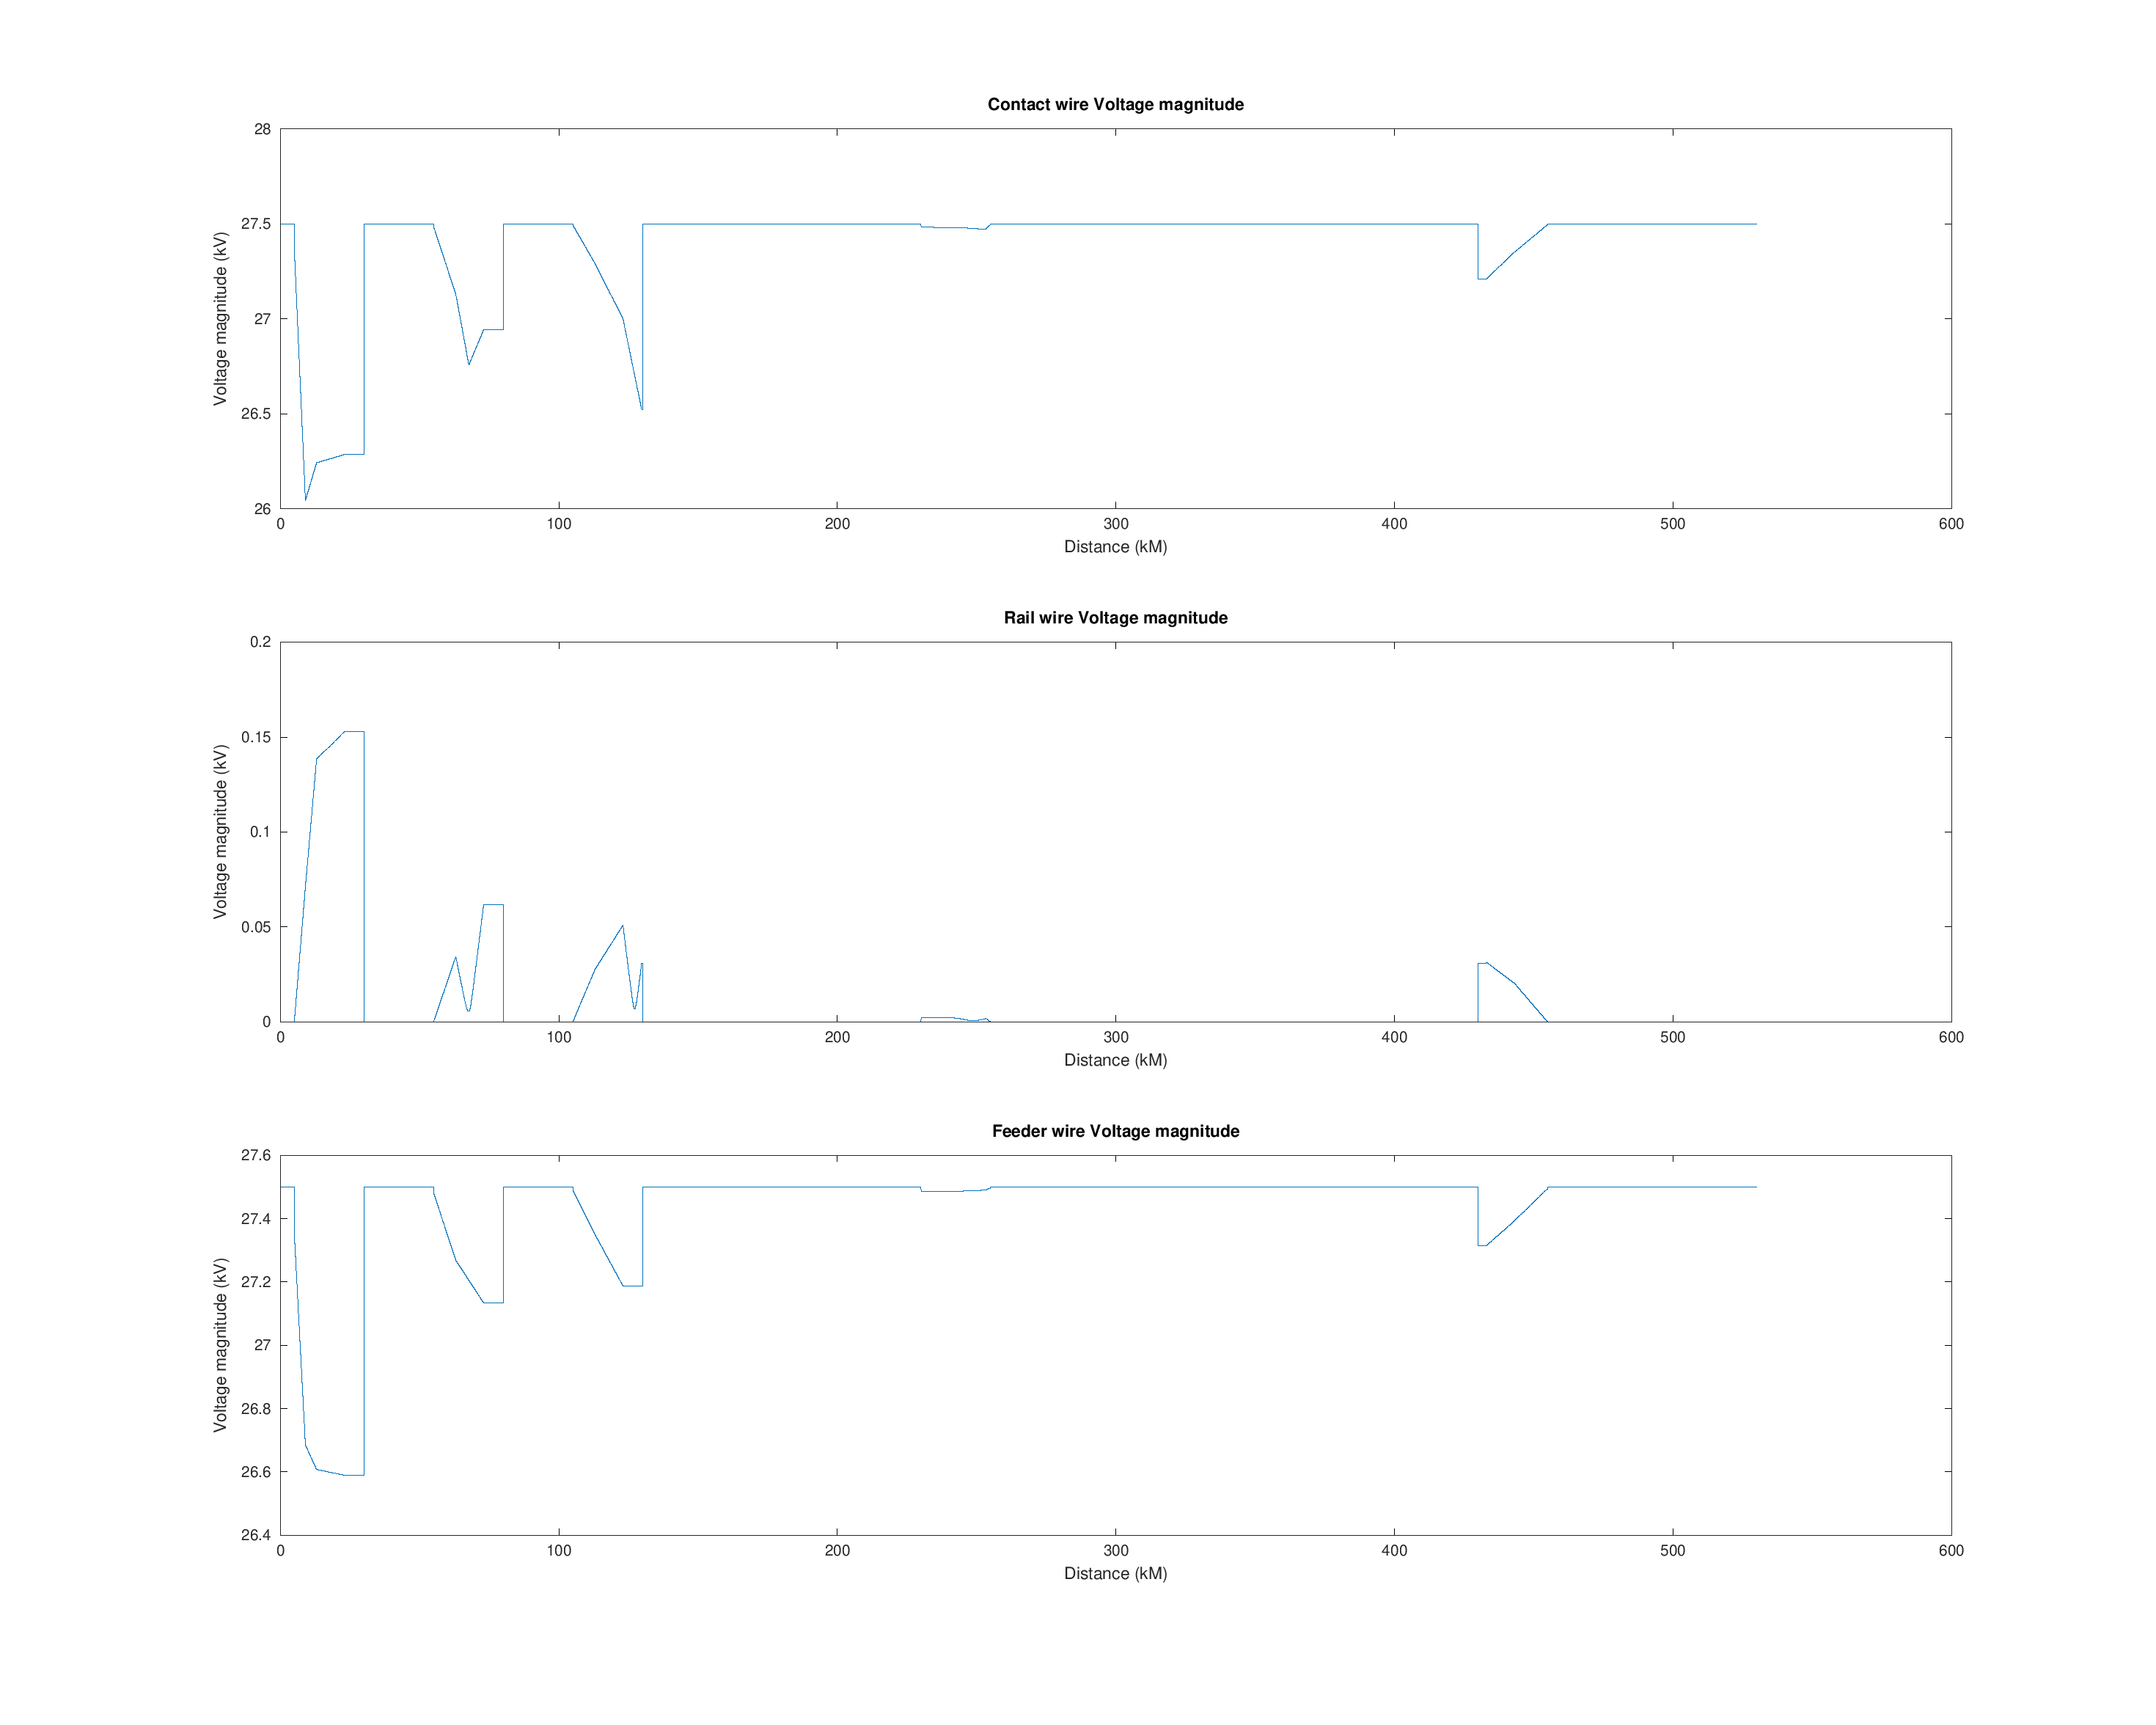 Contact wire Voltage magnitude
28
27.5
27
26.5
26
Voltage magnitude (kV)
0 100 200 300 400 500 600
Distance (kM)
Rail wire Voltage magnitude
0.2
0.15
0.1
0.05
0
Voltage magnitude (kV)
0 100 200 300 400 500 600
Distance (kM)
Feeder wire Voltage magnitude
27.6
27.4
27.2
27
26.8
26.6
26.4
Voltage magnitude (kV)
0 100 200 300 400 500 600
Distance (kM)